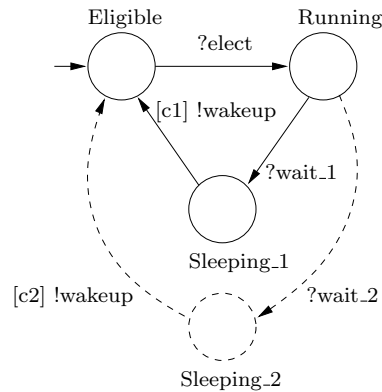 Eligible
Running
?elect
[c1] !wakeup
?wait_1
Sleeping_1
[c2] !wakeup
?wait_2
Sleeping_2